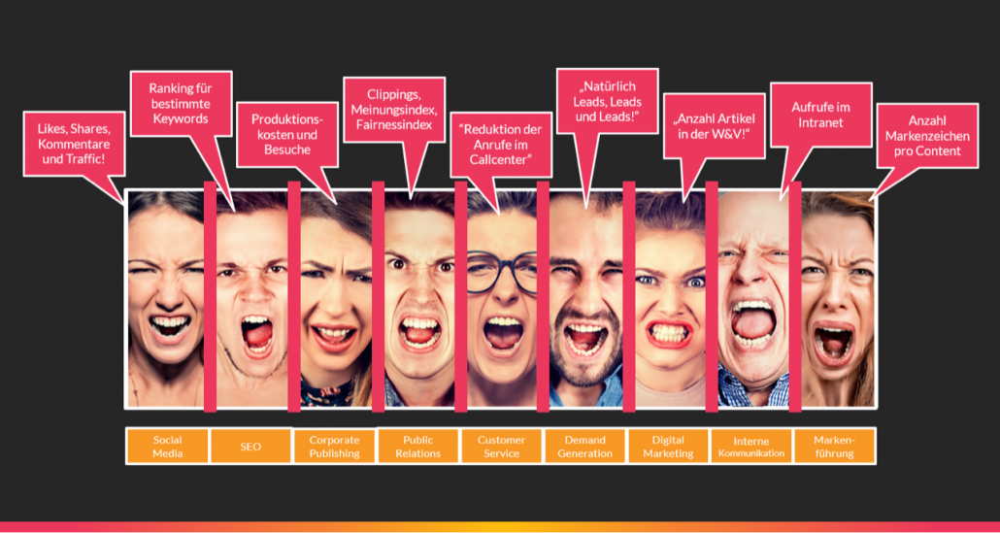 Likes, Shares,
Kommentare
und Traffic!
Ranking für
bestimmte
Keywords
Produktions-
kosten und
Besuche
Clippings,
Meinungsindex,
Fairnessindex
“Reduktion der
Anrufe im
Callcenter”
„Natürlich
Leads, Leads
und Leads!“
„Anzahl Artikel
in der W&V!“
Aufrufe im
Intranet
Anzahl
Markenzeichen
pro Content
Social
Media
SEO
Corporate
Publishing
Public
Relations
Customer
Service
Demand
Generation
Digital
Marketing
Interne
Kommunikation
Marken-
führung